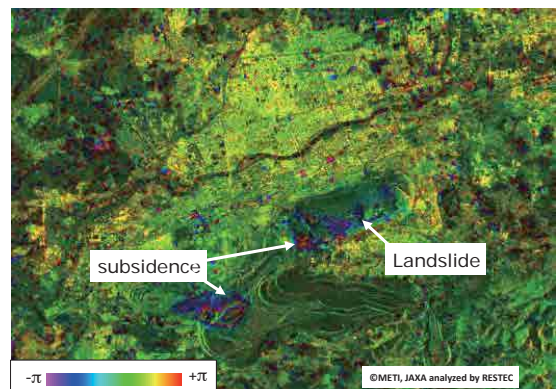 subsidence
Landslide
-π +π
©METI, JAXA analyzed by RESTEC